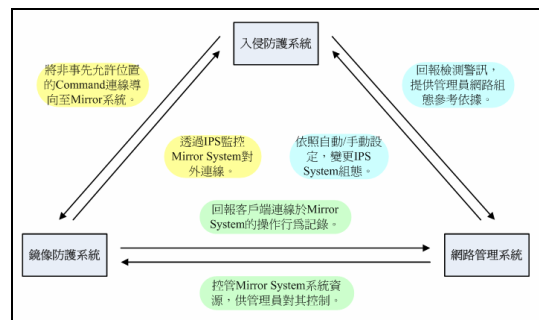 入侵防護系統
將非事先允許位置
的Command連線導
向至Mirror系統。
回報檢測警訊，
提供管理員網路組
態參考依據。
透過IPS監控
Mirror System對
外連線。
依照自動/手動設
定，變更IPS
System組態。
回報客戶端連線於Mirror
System的操作行為記錄。
鏡像防護系統
網路管理系統
控管Mirror System系統資
源，供管理員對其控制。